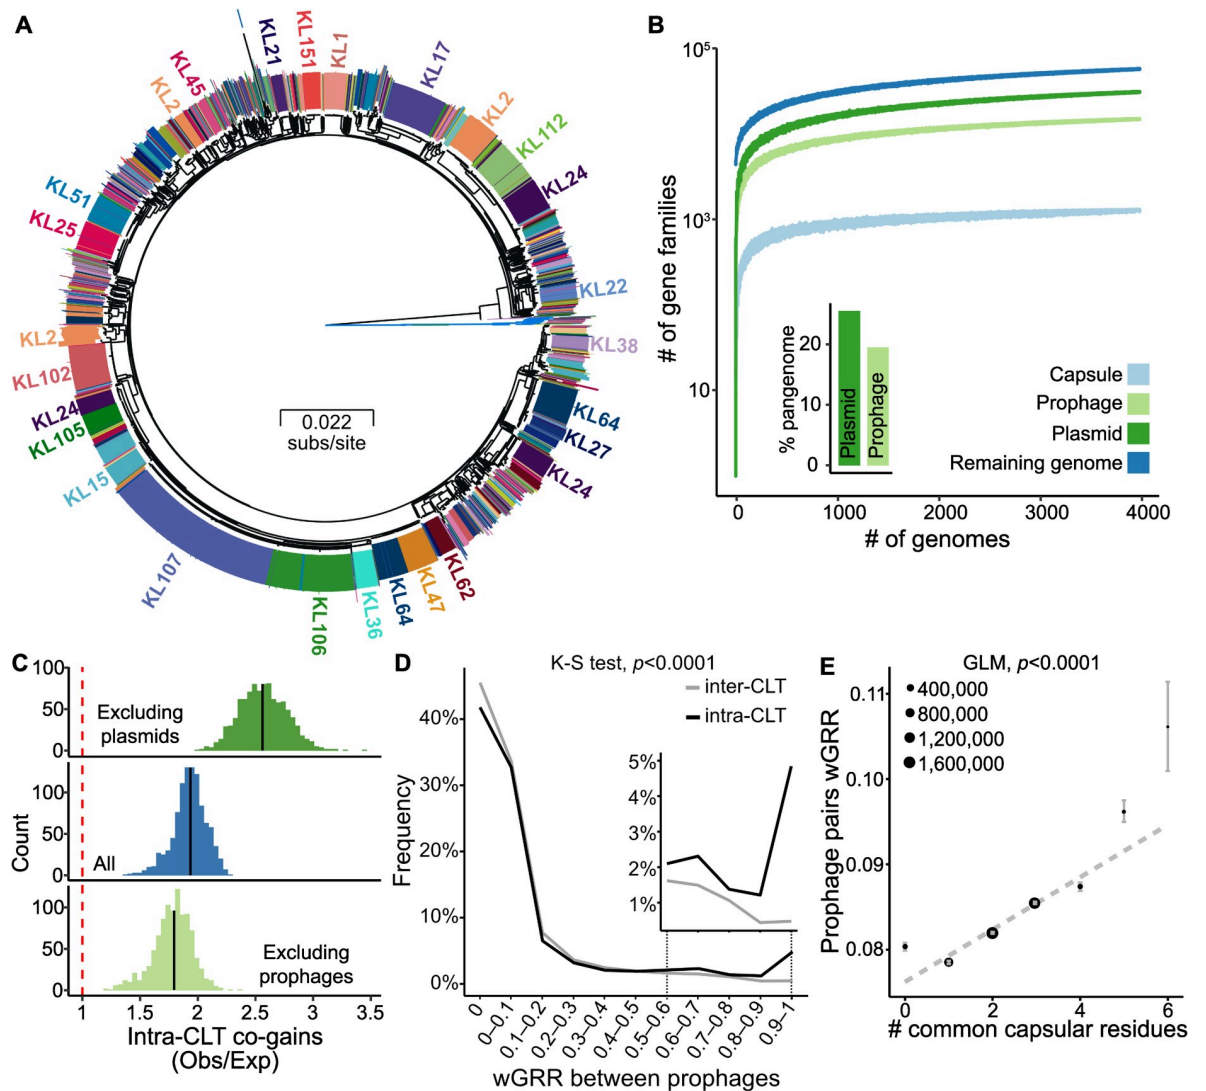 A
KL21
KL151
KL1
KL17
KL45
KL2
KL2
KL112
KL24
KL51
KL25
KL22
KL2
KL38
KL102
KL24
KL105
KL64
KL27
KL24
KL15
KL107
KL106
KL36
KL64
KL47
KL62
0.022
subs/site
B
10^5
10^3
10
# of gene families
20
10
0
% pangenome
Plasmid
Prophage
Capsule
Prophage
Plasmid
Remaining genome
0
1000
2000
3000
4000
# of genomes
C
100
50
0
Excluding
plasmids
100
50
0
All
Count
100
50
0
Excluding
prophages
1
1.5
2
2.5
3
3.5
Intra-CLT co-gains
(Obs/Exp)
D
K-S test, p<0.0001
inter-CLT
intra-CLT
40%
30%
20%
10%
0%
Frequency
5%
4%
3%
2%
1%
0
0–0.1
0.1–0.2
0.2–0.3
0.3–0.4
0.4–0.5
0.5–0.6
0.6–0.7
0.7–0.8
0.8–0.9
0.9–1
wGRR between prophages
E
GLM, p<0.0001
400,000
800,000
1,200,000
1,600,000
0.11
0.10
0.09
0.08
Prophage pairs wGRR
0
2
4
6
# common capsular residues